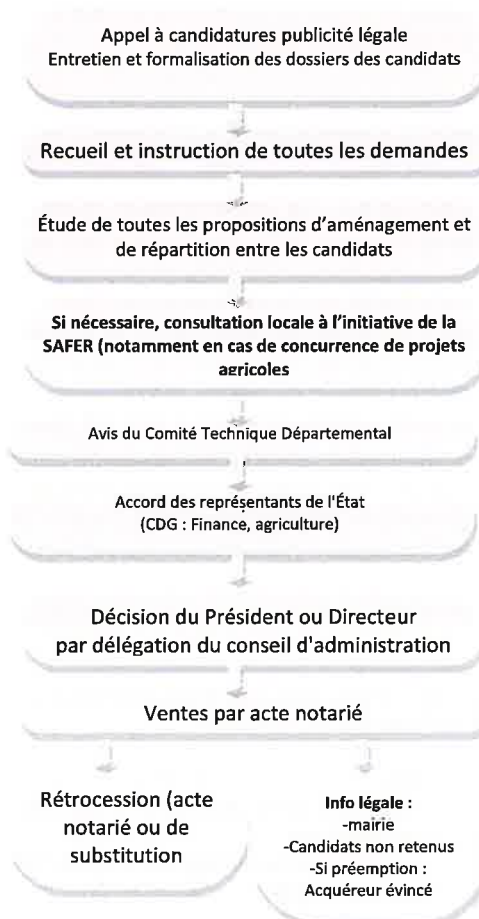 Appel à candidatures publicité légale
Entretien et formalisation des dossiers des candidats
Recueil et instruction de toutes les demandes
Étude de toutes les propositions d'aménagement et
de répartition entre les candidats
Si nécessaire, consultation locale à l'initiative de la
SAFER (notamment en cas de concurrence de projets
agricoles
Avis du Comité Technique Départemental
,
Accord des représentants de l'État
(CDG : Finance, agriculture)
Décision du Président ou Directeur
par délégation du conseil d'administration
Ventes par acte notarié
Rétrocession (acte
notarié ou de
substitution
Info légale :
-mairie
-Candidats non retenus
-Si préemption :
Acquéreur évincé